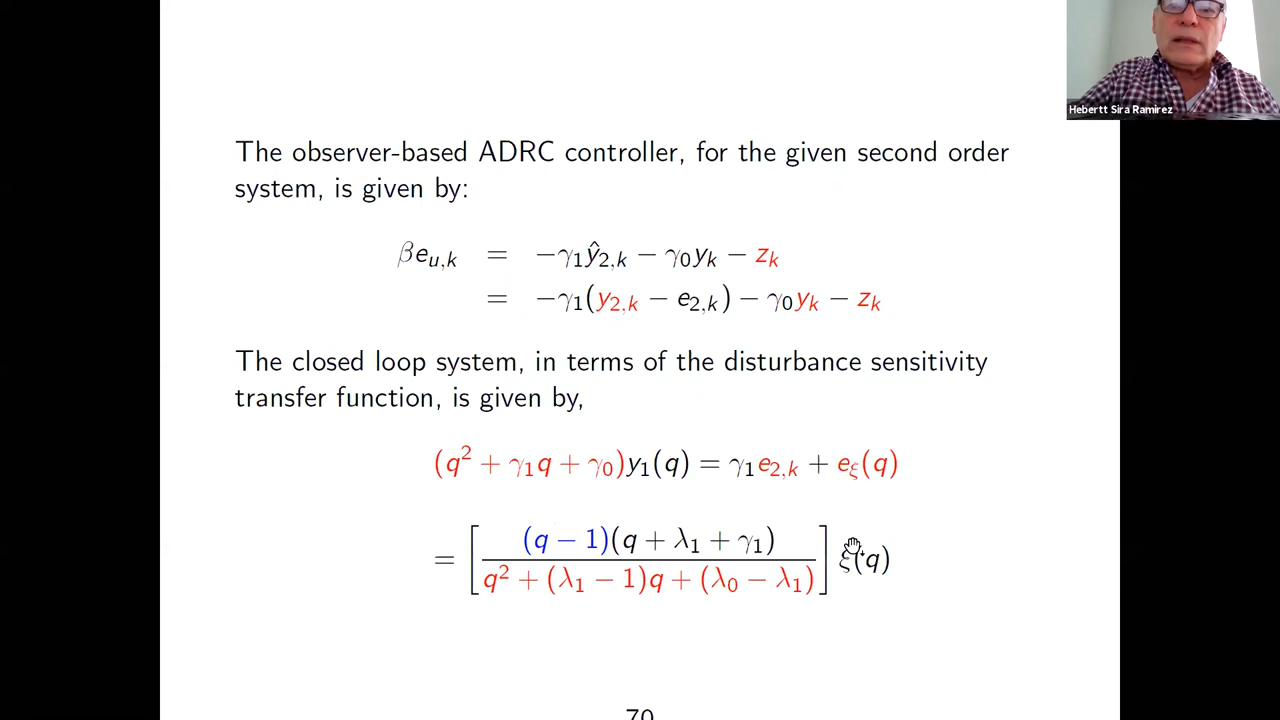 Hebertt Sira Ramirez
The observer-based ADRC controller, for the given second order
system, is given by:
βe_{u,k} = −γ₁ŷ_{2,k} − γ₀y_k − z_k
= −γ₁(y_{2,k} − e_{2,k}) − γ₀y_k − z_k
The closed loop system, in terms of the disturbance sensitivity
transfer function, is given by,
(q² + γ₁q + γ₀)y₁(q) = γ₁e_{2,k} + e_ξ(q)
= [ (q − 1)(q + λ₁ + γ₁) / q² + (λ₁ − 1)q + (λ₀ − λ₁) ] ξ(q)
70